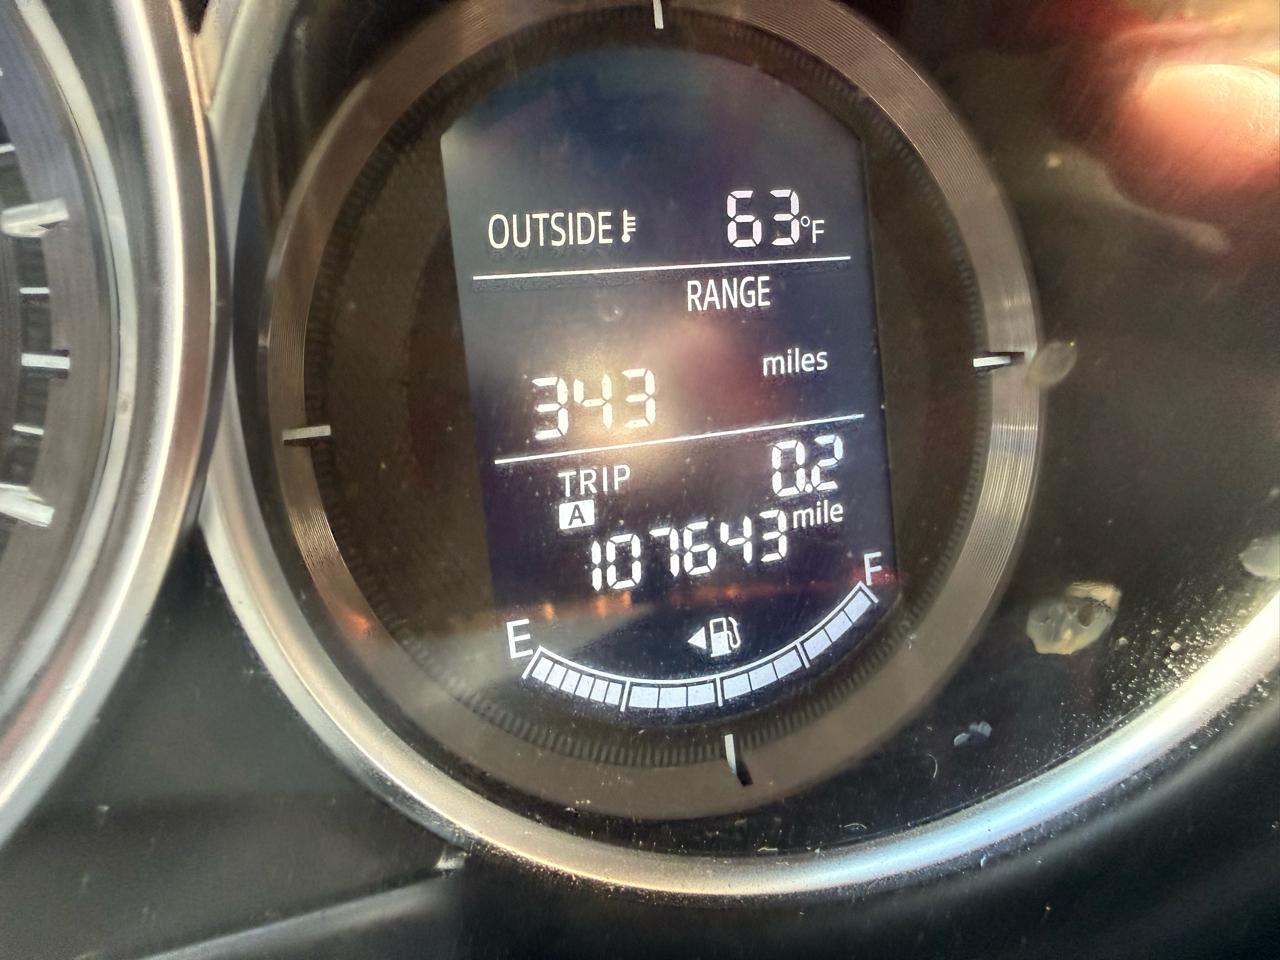 OUTSIDE 63°F
RANGE
miles
343
TRIP 0.2
A mile
107643
E F